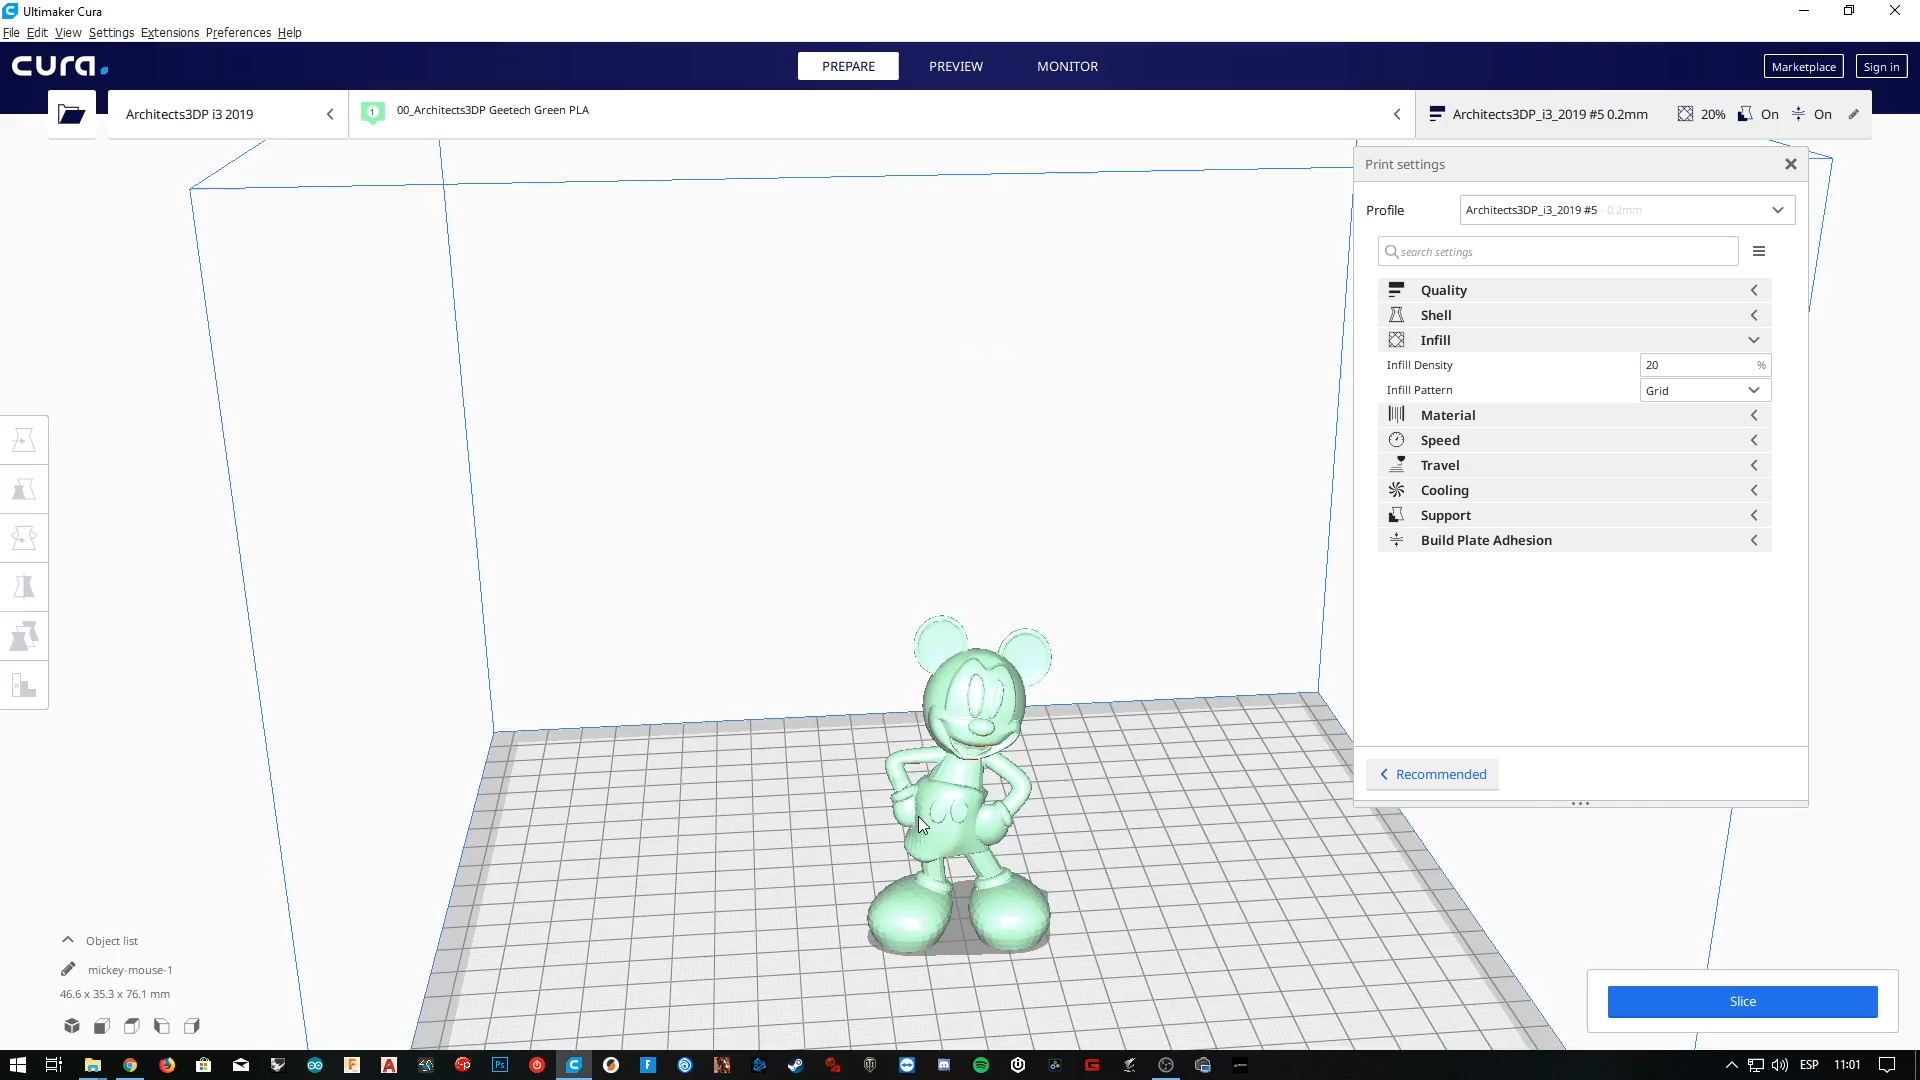 Ultimaker Cura
File Edit View Settings Extensions Preferences Help
cura.
PREPARE PREVIEW MONITOR
Marketplace Sign in
Architects3DP i3 2019
1 00_Architects3DP Geetech Green PLA
Architects3DP_i3_2019 #5 0.2mm 20% On On
Print settings
Profile Architects3DP_i3_2019 #5 - 0.2mm
search settings
Quality
Shell
Infill
Infill Density 20 %
Infill Pattern Grid
Material
Speed
Travel
Cooling
Support
Build Plate Adhesion
Recommended
Object list
mickey-mouse-1
46.6 x 35.3 x 76.1 mm
Slice
ESP 11:01